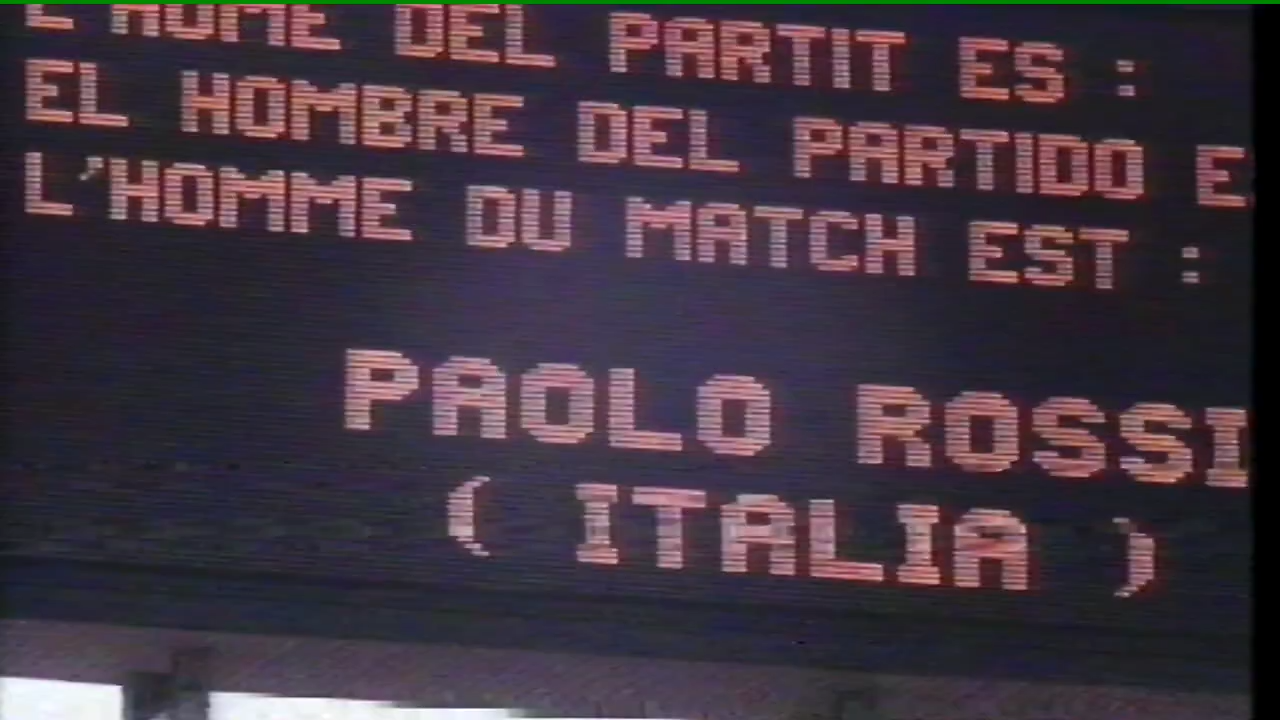 L'HOME DEL PARTIT ES :
EL HOMBRE DEL PARTIDO E
L'HOMME DU MATCH EST :
PAOLO ROSSI
( ITALIA )